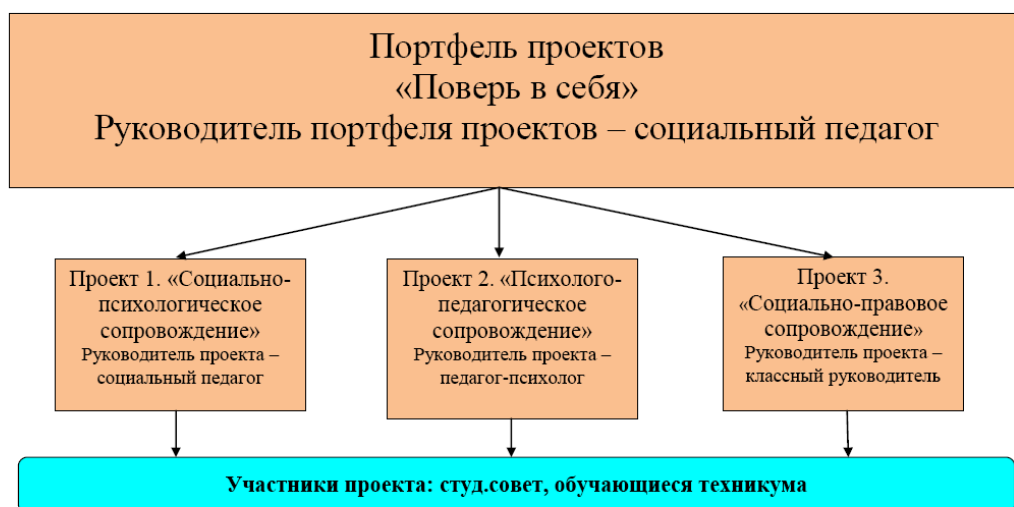 Портфель проектов
«Поверь в себя»
Руководитель портфеля проектов – социальный педагог
Проект 1. «Социально-
психологическое
сопровождение»
Руководитель проекта –
социальный педагог
Проект 2. «Психолого-
педагогическое
сопровождение»
Руководитель проекта –
педагог-психолог
Проект 3.
«Социально-правовое
сопровождение»
Руководитель проекта –
классный руководитель
Участники проекта: студ.совет, обучающиеся техникума